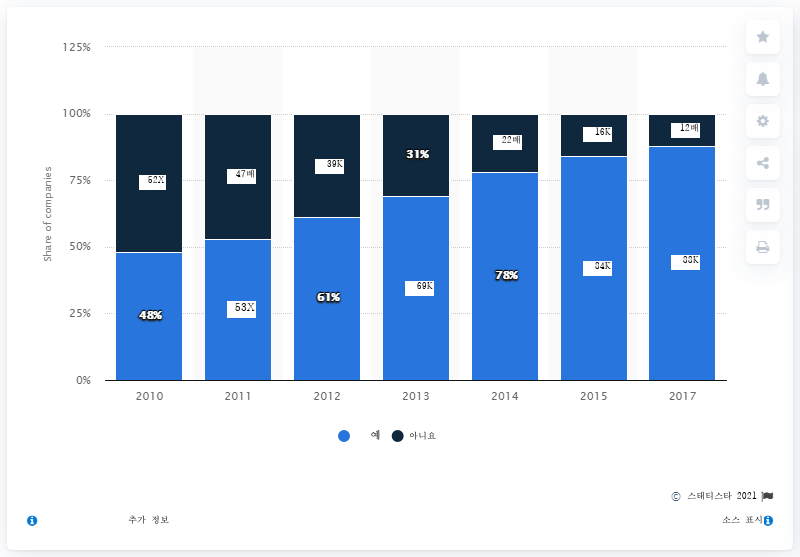 125%
100%
75%
50%
25%
0%
Share of companies
52X
47배
39K
31%
22배
16K
12배
48%
53X
61%
69K
78%
84K
88K
2010 2011 2012 2013 2014 2015 2017
예 아니요
© 스태티스타 2021
추가 정보 소스 표시